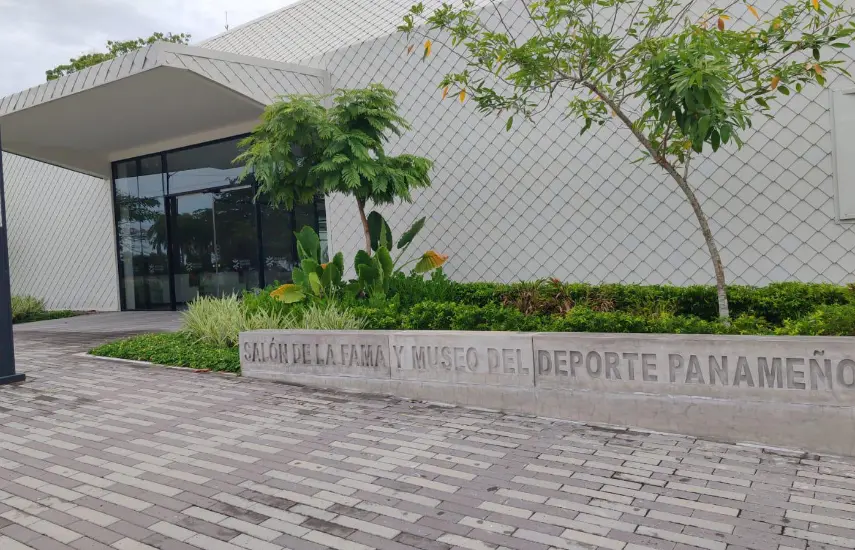 SALÓN DE LA FAMA Y MUSEO DEL DEPORTE PANAMEÑO